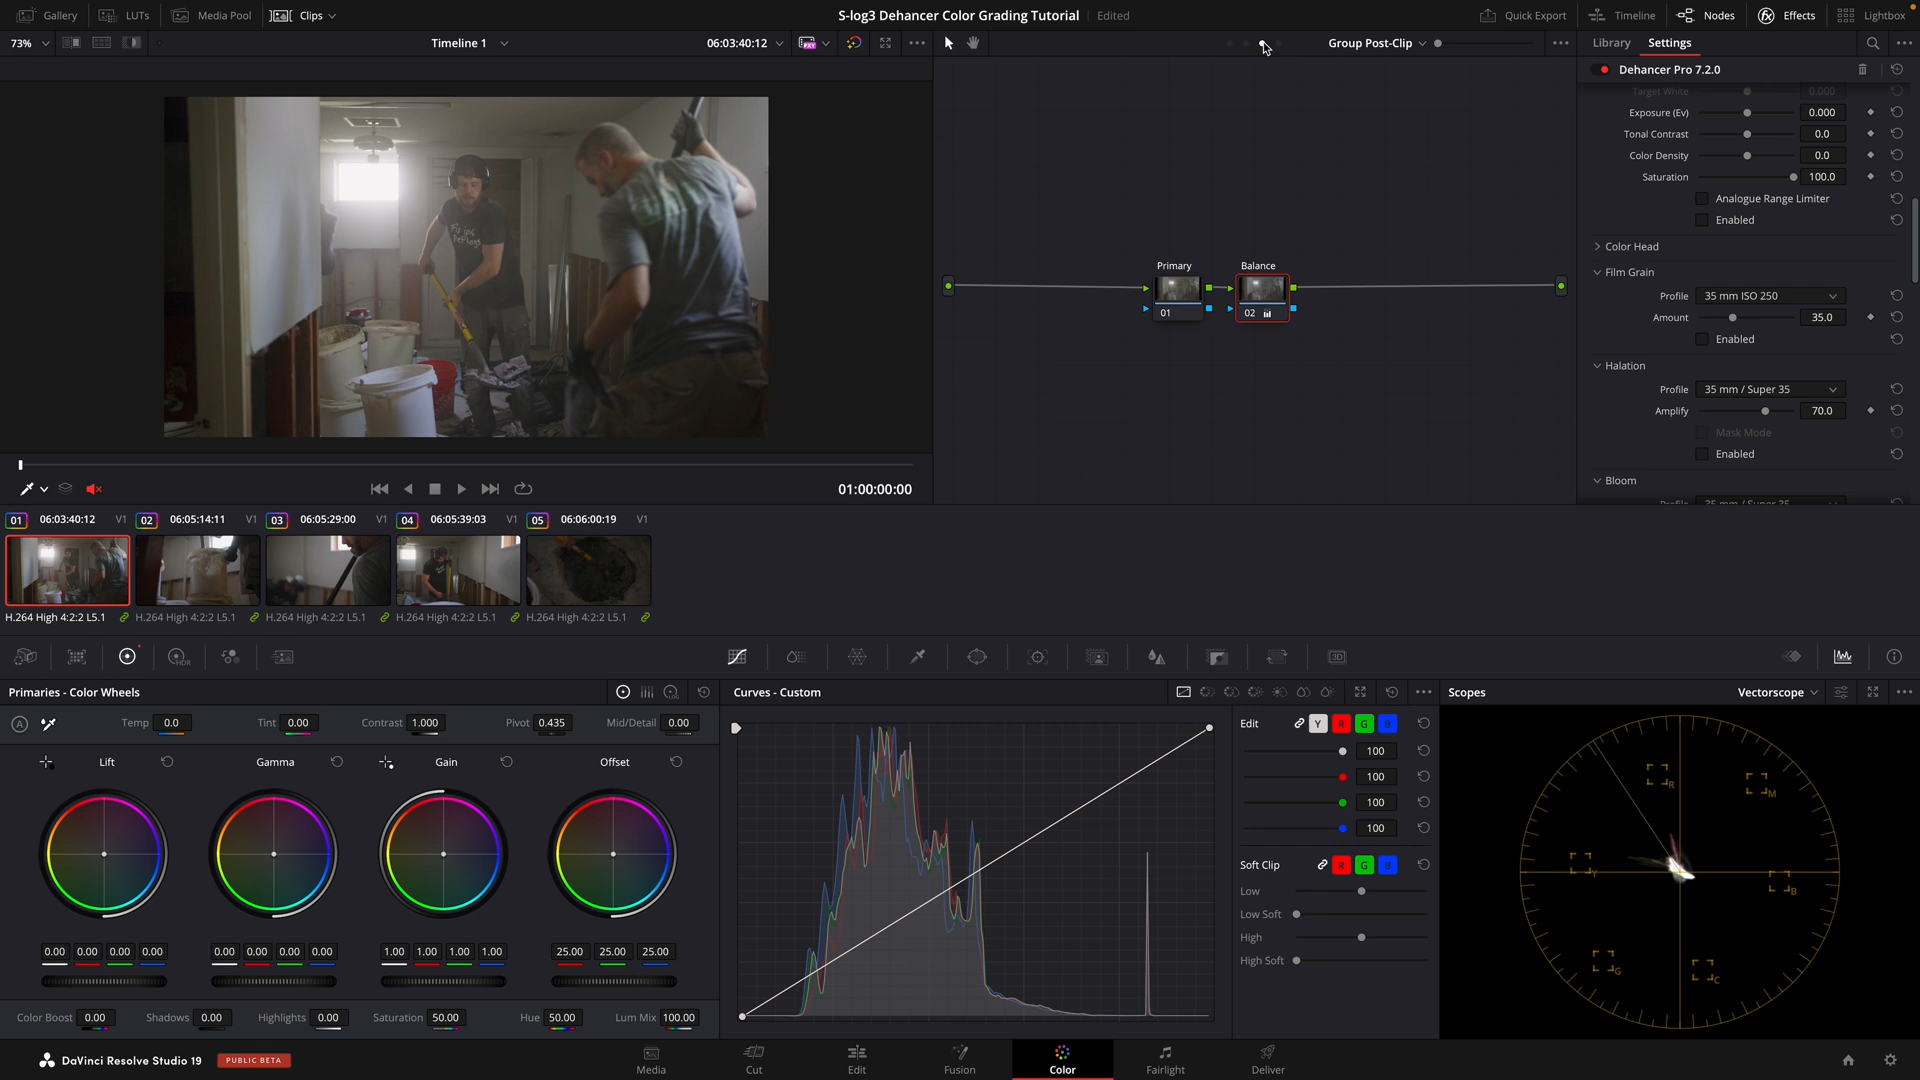 Gallery LUTs Media Pool Clips S-log3 Dehancer Color Grading Tutorial Edited Quick Export Timeline Nodes Effects Lightbox
73% Timeline 1 06:03:40:12 Group Post-Clip Library Settings
Dehancer Pro 7.2.0
Target White 0.000
Exposure (Ev) 0.000
Tonal Contrast 0.0
Color Density 0.0
Saturation 100.0
Analogue Range Limiter
Enabled
Color Head
Film Grain
Profile 35 mm ISO 250
Amount 35.0
Enabled
Halation
Profile 35 mm / Super 35
Amplify 70.0
Mask Mode
Enabled
Bloom
Primary Balance
01 02
01:00:00:00
01 06:03:40:12 V1 02 06:05:14:11 V1 03 06:05:29:00 V1 04 06:05:39:03 V1 05 06:06:00:19 V1
H.264 High 4:2:2 L5.1 H.264 High 4:2:2 L5.1 H.264 High 4:2:2 L5.1 H.264 High 4:2:2 L5.1 H.264 High 4:2:2 L5.1
HDR 3D
Primaries - Color Wheels LOG
A Temp 0.0 Tint 0.00 Contrast 1.000 Pivot 0.435 Mid/Detail 0.00
Lift Gamma Gain Offset
0.00 0.00 0.00 0.00 0.00 0.00 0.00 0.00 1.00 1.00 1.00 1.00 25.00 25.00 25.00
Color Boost 0.00 Shadows 0.00 Highlights 0.00 Saturation 50.00 Hue 50.00 Lum Mix 100.00
Curves - Custom
Edit Y R G B
100
100
100
100
Soft Clip R G B
Low
Low Soft
High
High Soft
Scopes Vectorscope
R
M
Y
B
G
C
DaVinci Resolve Studio 19 PUBLIC BETA
Media Cut Edit Fusion Color Fairlight Deliver